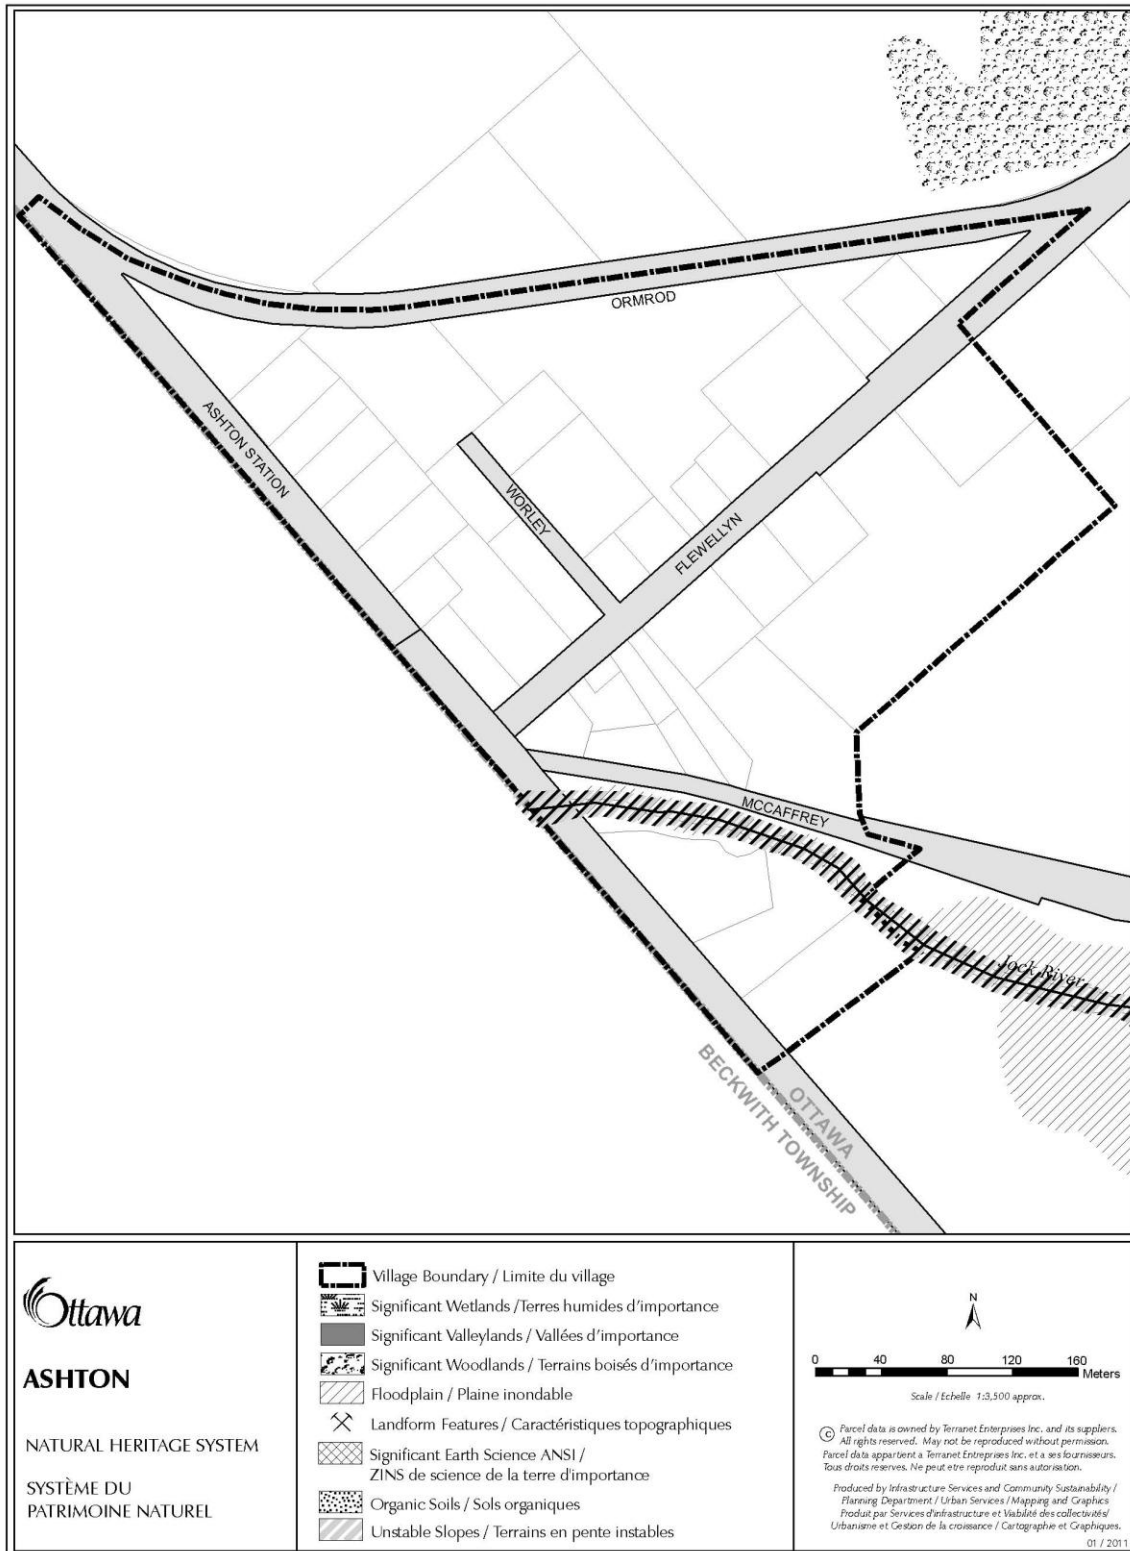 ORMROD
ASHTON STATION
WORLEY
FLEWELLYN
MCCAFFREY
Jock River
OTTAWA
BECKWITH TOWNSHIP
Ottawa
ASHTON
NATURAL HERITAGE SYSTEM
SYSTÈME DU
PATRIMOINE NATUREL
Village Boundary / Limite du village
Significant Wetlands /Terres humides d'importance
Significant Valleylands / Vallées d'importance
Significant Woodlands / Terrains boisés d'importance
Floodplain / Plaine inondable
Landform Features / Caractéristiques topographiques
Significant Earth Science ANSI /
ZINS de science de la terre d'importance
Organic Soils / Sols organiques
Unstable Slopes / Terrains en pente instables
N
0 40 80 120 160
Meters
Scale / Echelle 1:3,500 approx.
© Parcel data is owned by Terranet Enterprises Inc. and its suppliers.
All rights reserved. May not be reproduced without permission.
Parcel data appartient a Terranet Entreprises Inc. et a ses fournisseurs.
Tous droits reserves. Ne peut etre reproduit sans autorisation.
Produced by Infrastructure Services and Community Sustainability /
Planning Department / Urban Services / Mapping and Graphics
Produit par Services d'infrastructure et Viabilité des collectivités/
Urbanisme et Gestion de la croissance / Cartographie et Graphiques.
01 / 2011